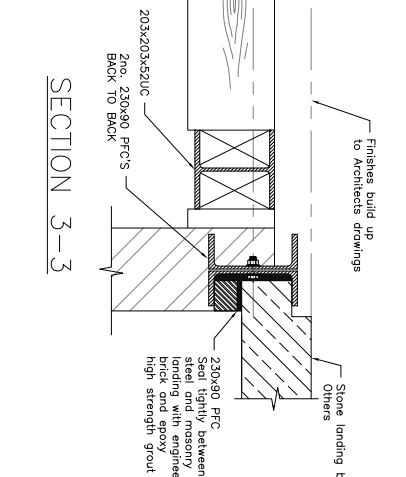 Finishes build up
to Architects drawings
Stone landing
Others
203x203x52UC
2no. 230x90 PFC'S
BACK TO BACK
230x90 PFC
Seal tightly between
steel and masonry
landing with
brick and epoxy
high strength grout
SECTION 3-3